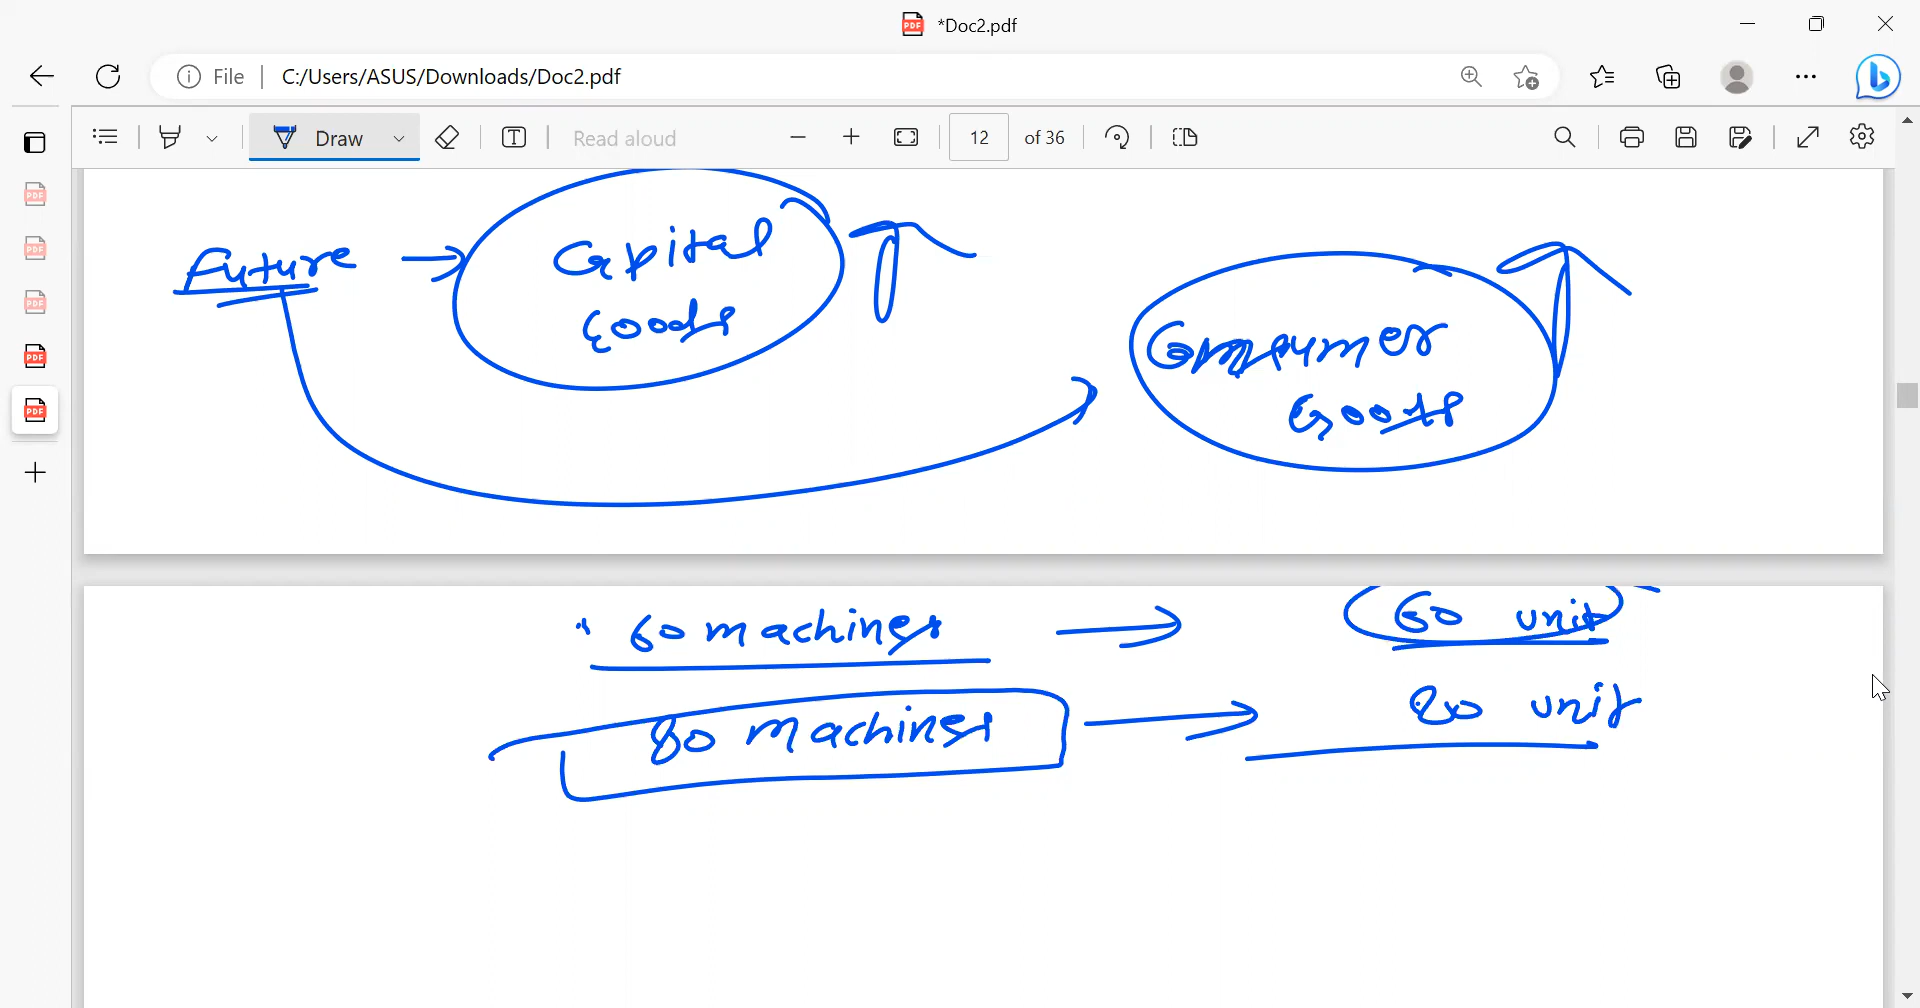 *Doc2.pdf
File | C:/Users/ASUS/Downloads/Doc2.pdf
Draw Read aloud 12 of 36
Future → Capital
Goods
Consumer
Goods
60 machines → 60 unit
80 machines → 80 unit